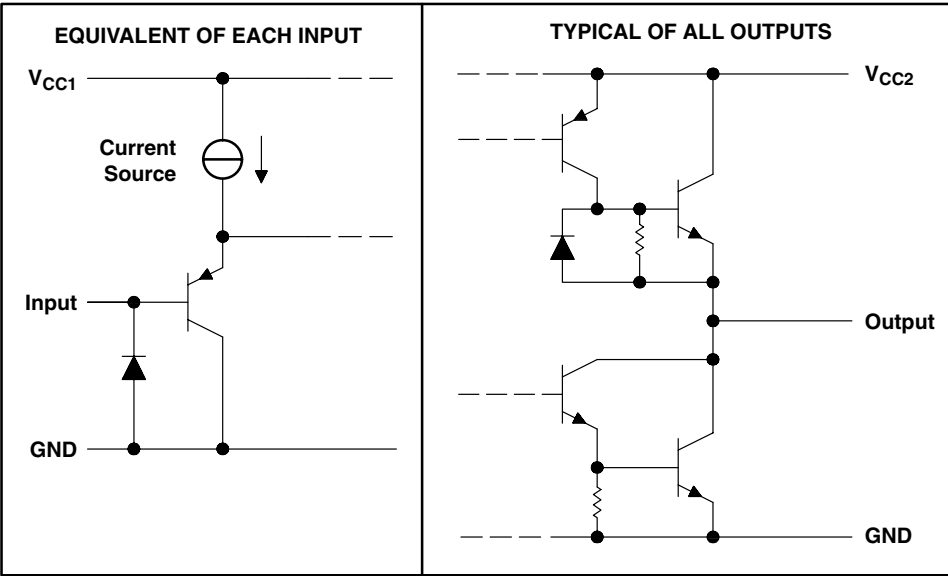 EQUIVALENT OF EACH INPUT
VCC1
Current
Source
Input
GND
TYPICAL OF ALL OUTPUTS
VCC2
Output
GND